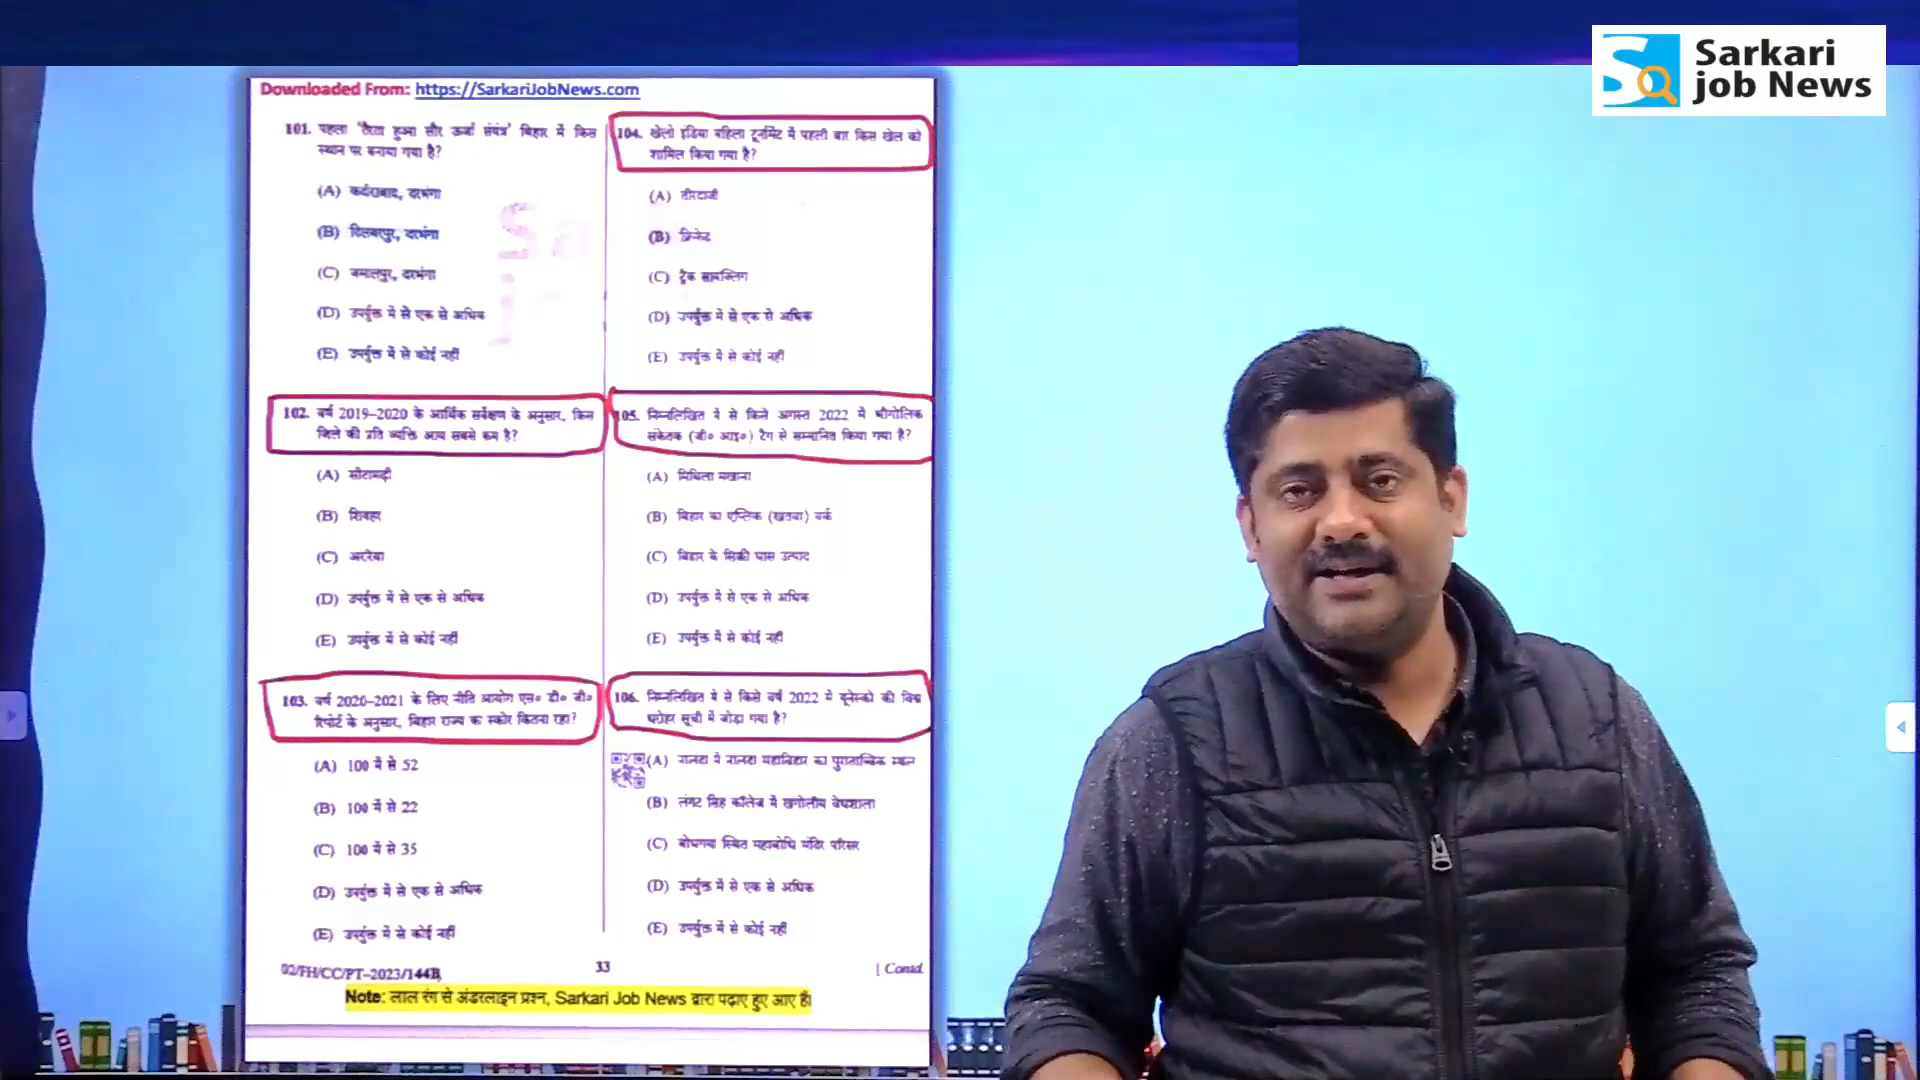 Sarkari
job News
Downloaded From: https://SarkariJobNews.com
101. पहला 'तैरता हुआ सौर ऊर्जा संयंत्र' बिहार में किस
स्थान पर बनाया गया है?
(A) कादिराबाद, दरभंगा
(B) दिलावरपुर, दरभंगा
(C) जमालपुर, दरभंगा
(D) उपर्युक्त में से एक से अधिक
(E) उपर्युक्त में से कोई नहीं
102. वर्ष 2019–2020 के आर्थिक सर्वेक्षण के अनुसार, किस
जिले की प्रति व्यक्ति आय सबसे कम है?
(A) सीतामढ़ी
(B) शिवहर
(C) अररिया
(D) उपर्युक्त में से एक से अधिक
(E) उपर्युक्त में से कोई नहीं
103. वर्ष 2020–2021 के लिए नीति आयोग एस० डी० जी०
रिपोर्ट के अनुसार, बिहार राज्य का स्कोर कितना रहा?
(A) 100 में से 52
(B) 100 में से 22
(C) 100 में से 35
(D) उपर्युक्त में से एक से अधिक
(E) उपर्युक्त में से कोई नहीं
104. खेलो इंडिया महिला टूर्नामेंट में पहली बार किस खेल को
शामिल किया गया है?
(A) तीरंदाजी
(B) क्रिकेट
(C) ट्रैक साइक्लिंग
(D) उपर्युक्त में से एक से अधिक
(E) उपर्युक्त में से कोई नहीं
105. निम्नलिखित में से किसे अगस्त 2022 में भौगोलिक
संकेतक (जी० आइ०) टैग से सम्मानित किया गया है?
(A) मिथिला मखाना
(B) बिहार का एप्लिक (खतवा) वर्क
(C) बिहार के सिक्की घास उत्पाद
(D) उपर्युक्त में से एक से अधिक
(E) उपर्युक्त में से कोई नहीं
106. निम्नलिखित में से किसे वर्ष 2022 में यूनेस्को की विश्व
धरोहर सूची में जोड़ा गया है?
(A) नालंदा में नालंदा महाविहार का पुरातात्त्विक स्थल
(B) लंगट सिंह कॉलेज में खगोलीय वेधशाला
(C) बोधगया स्थित महाबोधि मंदिर परिसर
(D) उपर्युक्त में से एक से अधिक
(E) उपर्युक्त में से कोई नहीं
02/FH/CC/PT–2023/144B 33 [ Contd.
Note: लाल रंग से अंडरलाइन प्रश्न, Sarkari Job News द्वारा पढ़ाए हुए आए हैं।